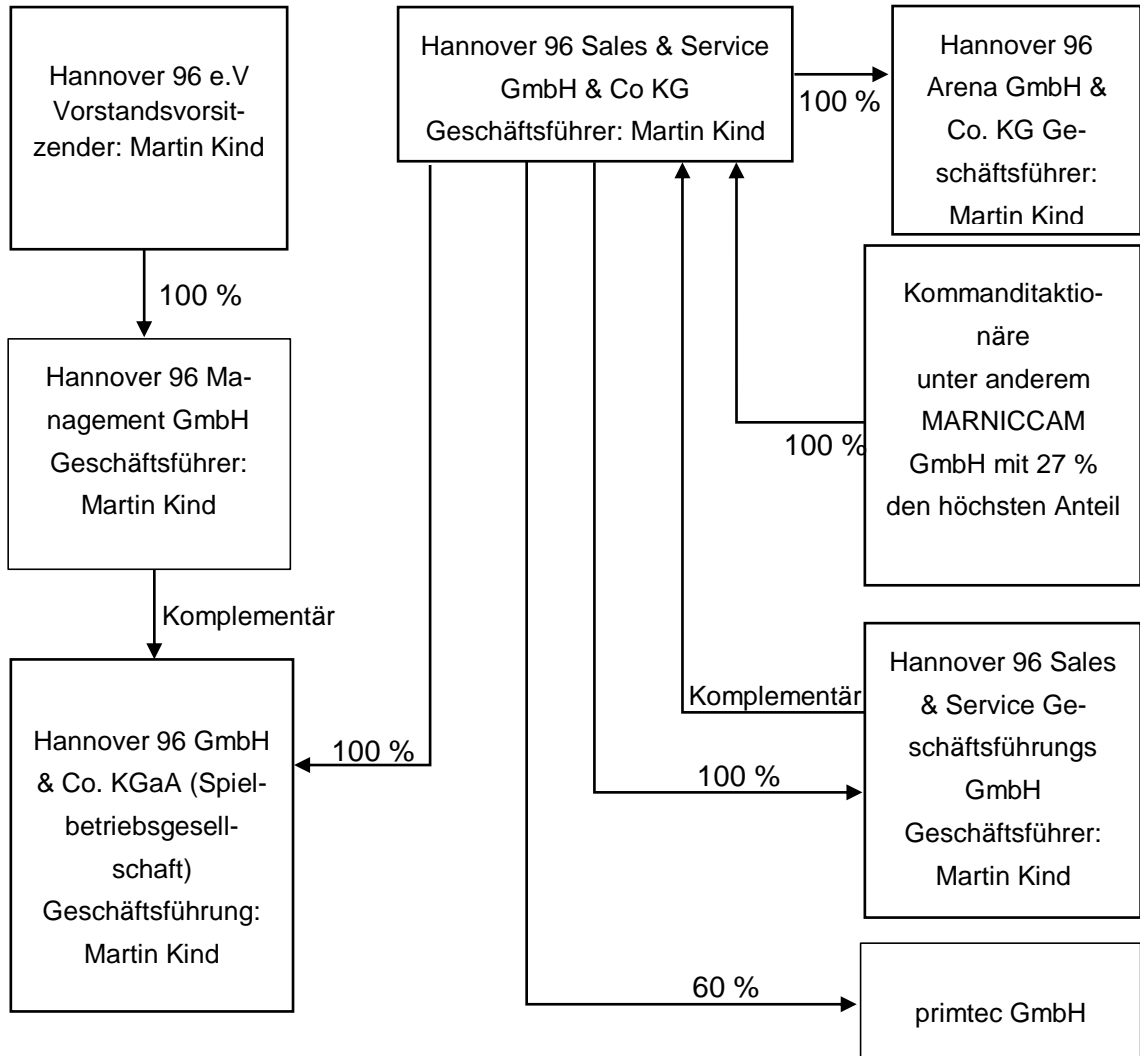 Hannover 96 e.V
Vorstandsvorsit-
zender: Martin Kind
100 %
Hannover 96 Ma-
nagement GmbH
Geschäftsführer:
Martin Kind
Komplementär
Hannover 96 GmbH
& Co. KGaA (Spiel-
betriebsgesell-
schaft)
Geschäftsführung:
Martin Kind
Hannover 96 Sales & Service
GmbH & Co KG
Geschäftsführer: Martin Kind
100 %
Hannover 96
Arena GmbH &
Co. KG Ge-
schäftsführer:
Martin Kind
Kommanditaktio-
näre
unter anderem
MARNICCAM
GmbH mit 27 %
den höchsten Anteil
100 %
Komplementär
100 %
100 %
Hannover 96 Sales
& Service Ge-
schäftsführungs
GmbH
Geschäftsführer:
Martin Kind
60 %
primtec GmbH